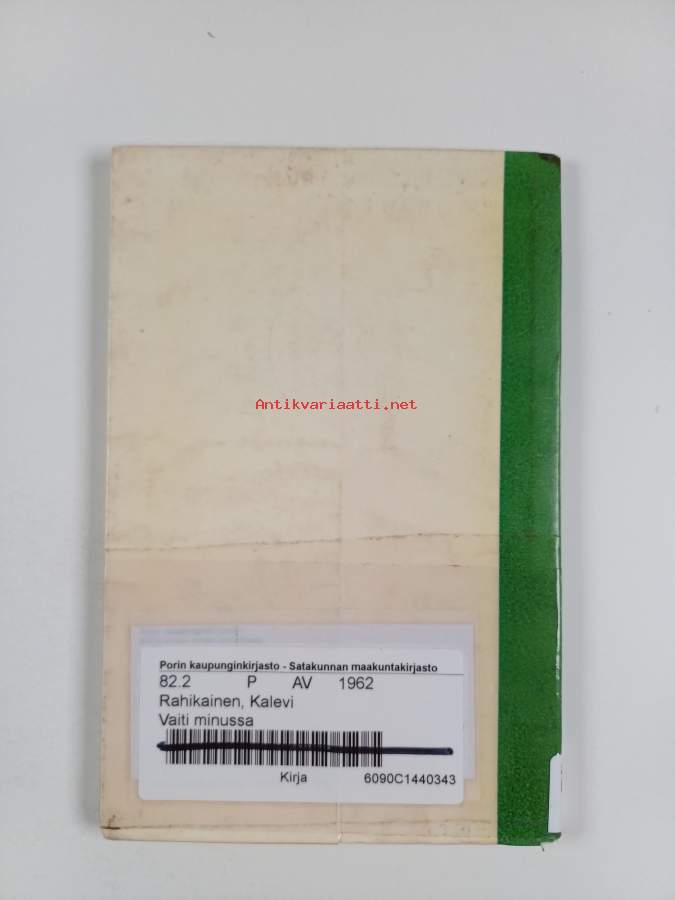 Antikvariaatti.net
Porin kaupunginkirjasto - Satakunnan maakuntakirjasto
82.2 P AV 1962
Rahikainen, Kalevi
Vaiti minussa
Kirja 6090C1440343